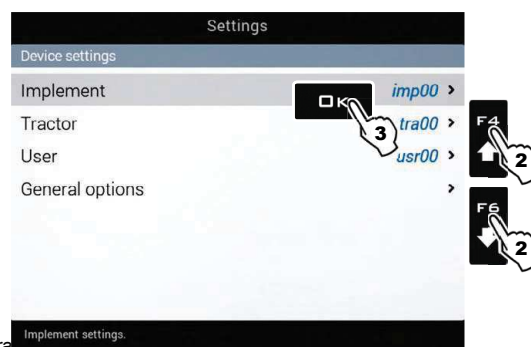 Settings
Device settings
Implement imp00 >
OK
3
Tractor tra00 >
F4
2
User usr00 >
General options >
F6
2
Implement settings.